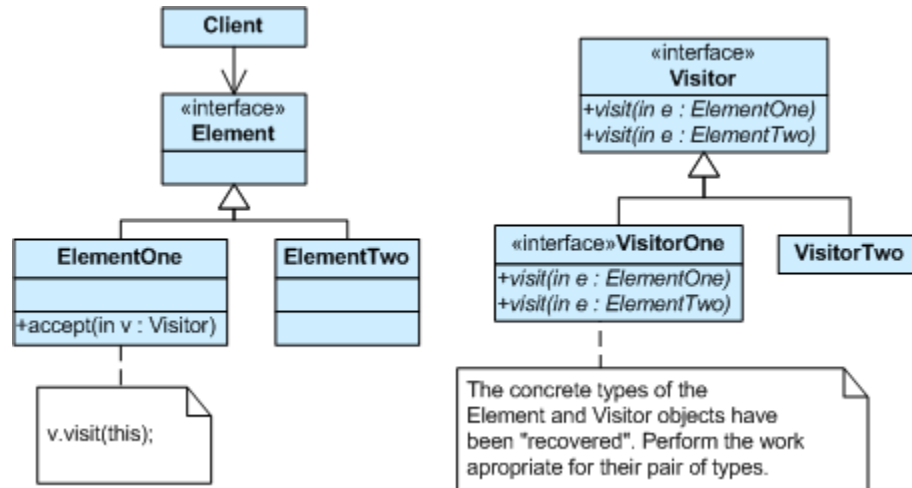 Client
«interface»
Element
ElementOne
+accept(in v : Visitor)
ElementTwo
v.visit(this);
«interface»
Visitor
+visit(in e : ElementOne)
+visit(in e : ElementTwo)
«interface»VisitorOne
+visit(in e : ElementOne)
+visit(in e : ElementTwo)
VisitorTwo
The concrete types of the
Element and Visitor objects have
been "recovered". Perform the work
apropriate for their pair of types.